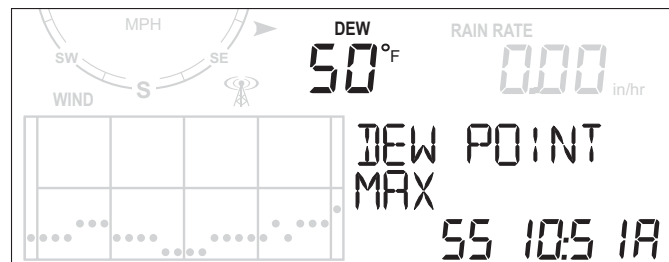 MPH
DEW
RAIN RATE
50°F
0.00 in/hr
SW
SE
S
WIND
DEW POINT
MAX
55 10:51A